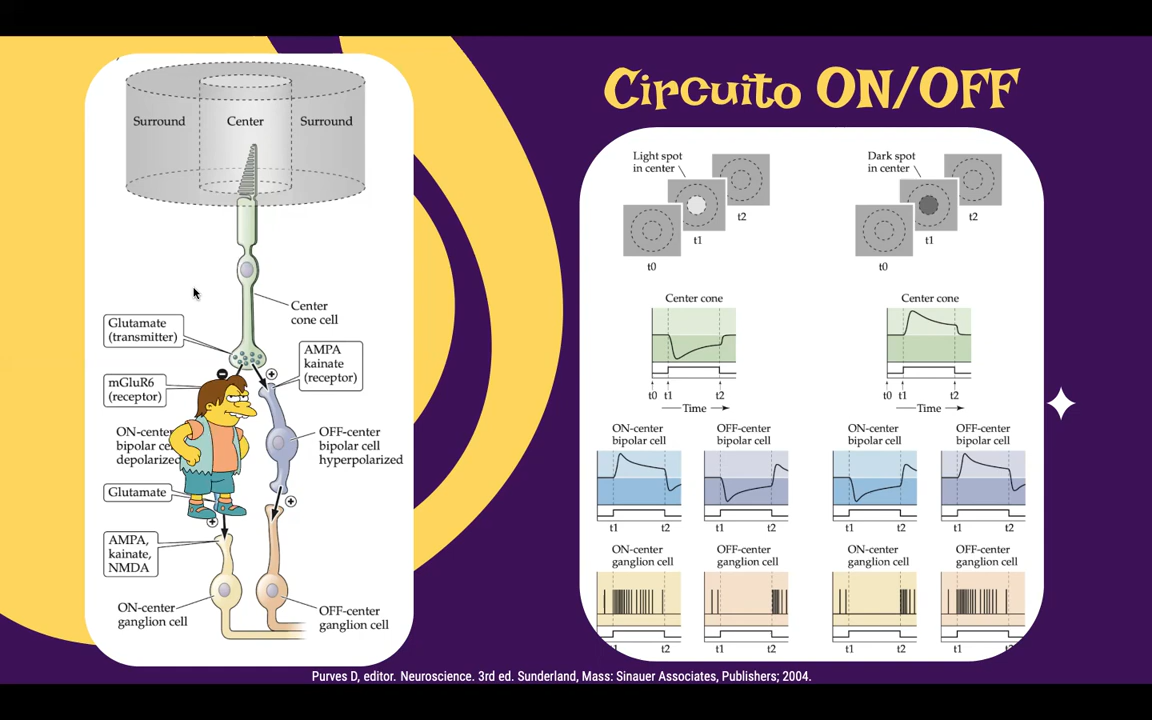 Circuito ON/OFF
Surround
Center
Surround
Center
cone cell
Glutamate
(transmitter)
AMPA
kainate
(receptor)
mGluR6
(receptor)
ON-center
bipolar
depolarized
OFF-center
bipolar cell
hyperpolarized
Glutamate
AMPA,
kainate,
NMDA
ON-center
ganglion cell
OFF-center
ganglion cell
Light spot
in center
t2
t1
t0
Dark spot
in center
t2
t1
t0
Center cone
t0 t1 t2
Time
Center cone
t0 t1 t2
Time
ON-center
bipolar cell
t1 t2
OFF-center
bipolar cell
t1 t2
ON-center
bipolar cell
t1 t2
OFF-center
bipolar cell
t1 t2
ON-center
ganglion cell
t2
OFF-center
ganglion cell
t1 t2
ON-center
ganglion cell
t1 t2
OFF-center
ganglion cell
t1
Purves D, editor. Neuroscience. 3rd ed. Sunderland, Mass: Sinauer Associates, Publishers; 2004.